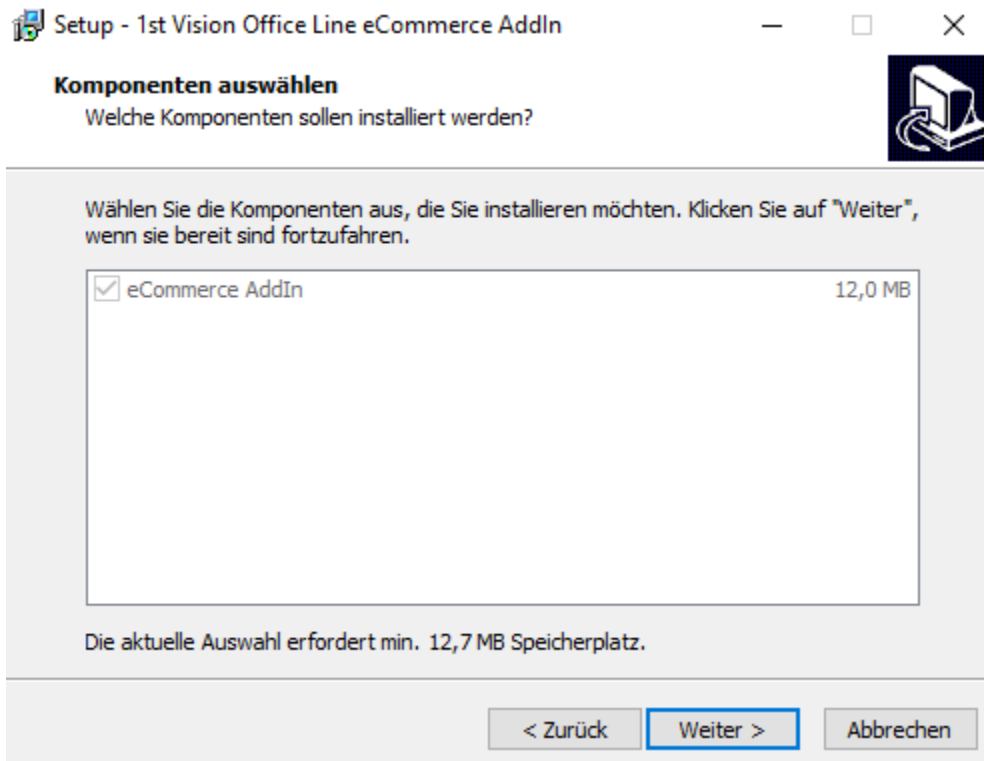 Setup - 1st Vision Office Line eCommerce AddIn
Komponenten auswählen
Welche Komponenten sollen installiert werden?
Wählen Sie die Komponenten aus, die Sie installieren möchten. Klicken Sie auf "Weiter",
wenn sie bereit sind fortzufahren.
eCommerce AddIn 12,0 MB
Die aktuelle Auswahl erfordert min. 12,7 MB Speicherplatz.
< Zurück Weiter > Abbrechen